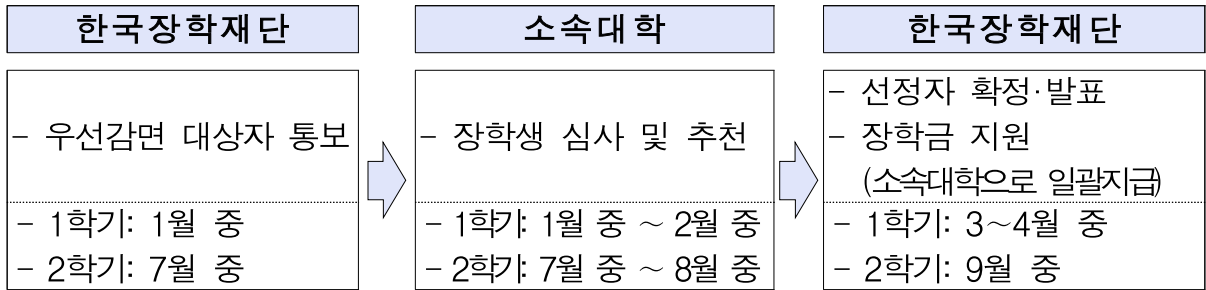 한국장학재단
- 우선감면 대상자 통보
- 1학기: 1월 중
- 2학기: 7월 중
소속대학
- 장학생 심사 및 추천
- 1학기: 1월 중 ~ 2월 중
- 2학기: 7월 중 ~ 8월 중
한국장학재단
- 선정자 확정·발표
- 장학금 지원
(소속대학으로 일괄지급)
- 1학기: 3~4월 중
- 2학기: 9월 중